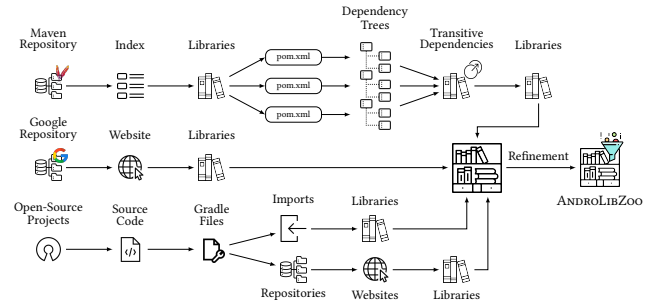 Maven
Repository
Index
Libraries
pom.xml
pom.xml
pom.xml
Dependency
Trees
Transitive
Dependencies
Libraries
Google
Repository
Website
Libraries
Refinement
AndroLibZoo
Open-Source
Projects
Source
Code
Gradle
Files
Imports
Libraries
Repositories
Websites
Libraries